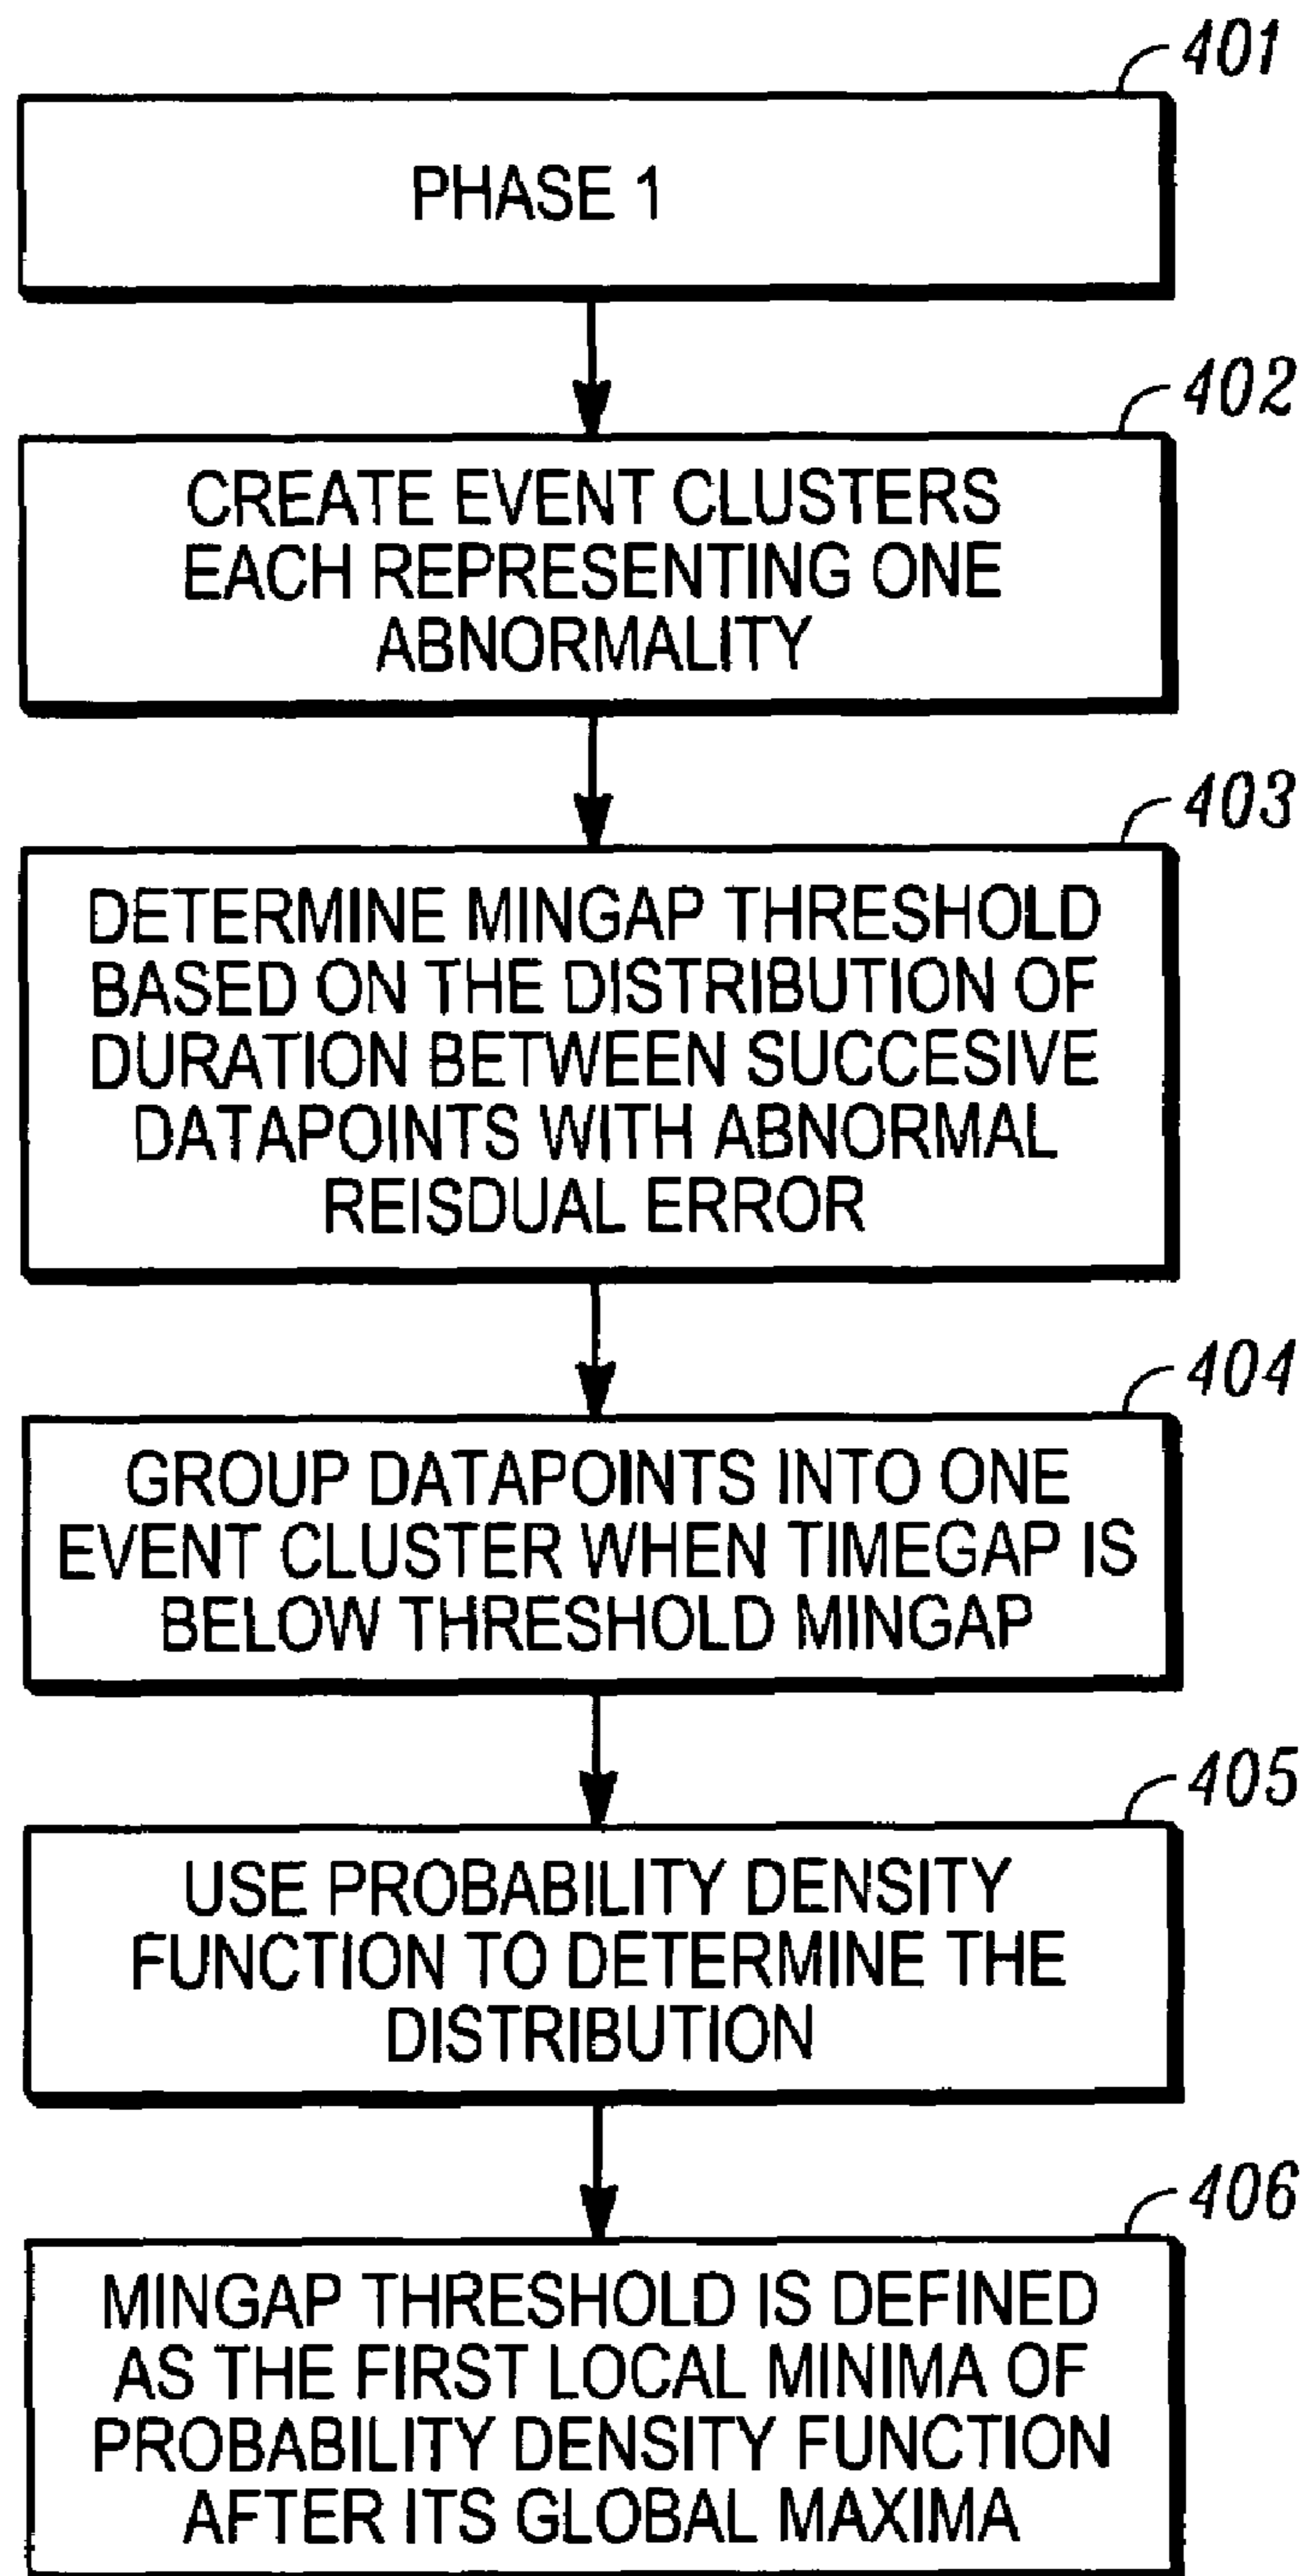 401
PHASE 1
402
CREATE EVENT CLUSTERS
EACH REPRESENTING ONE
ABNORMALITY
403
DETERMINE MINGAP THRESHOLD
BASED ON THE DISTRIBUTION OF
DURATION BETWEEN SUCCESIVE
DATAPOINTS WITH ABNORMAL
REISDUAL ERROR
404
GROUP DATAPOINTS INTO ONE
EVENT CLUSTER WHEN TIMEGAP IS
BELOW THRESHOLD MINGAP
405
USE PROBABILITY DENSITY
FUNCTION TO DETERMINE THE
DISTRIBUTION
406
MINGAP THRESHOLD IS DEFINED
AS THE FIRST LOCAL MINIMA OF
PROBABILITY DENSITY FUNCTION
AFTER ITS GLOBAL MAXIMA